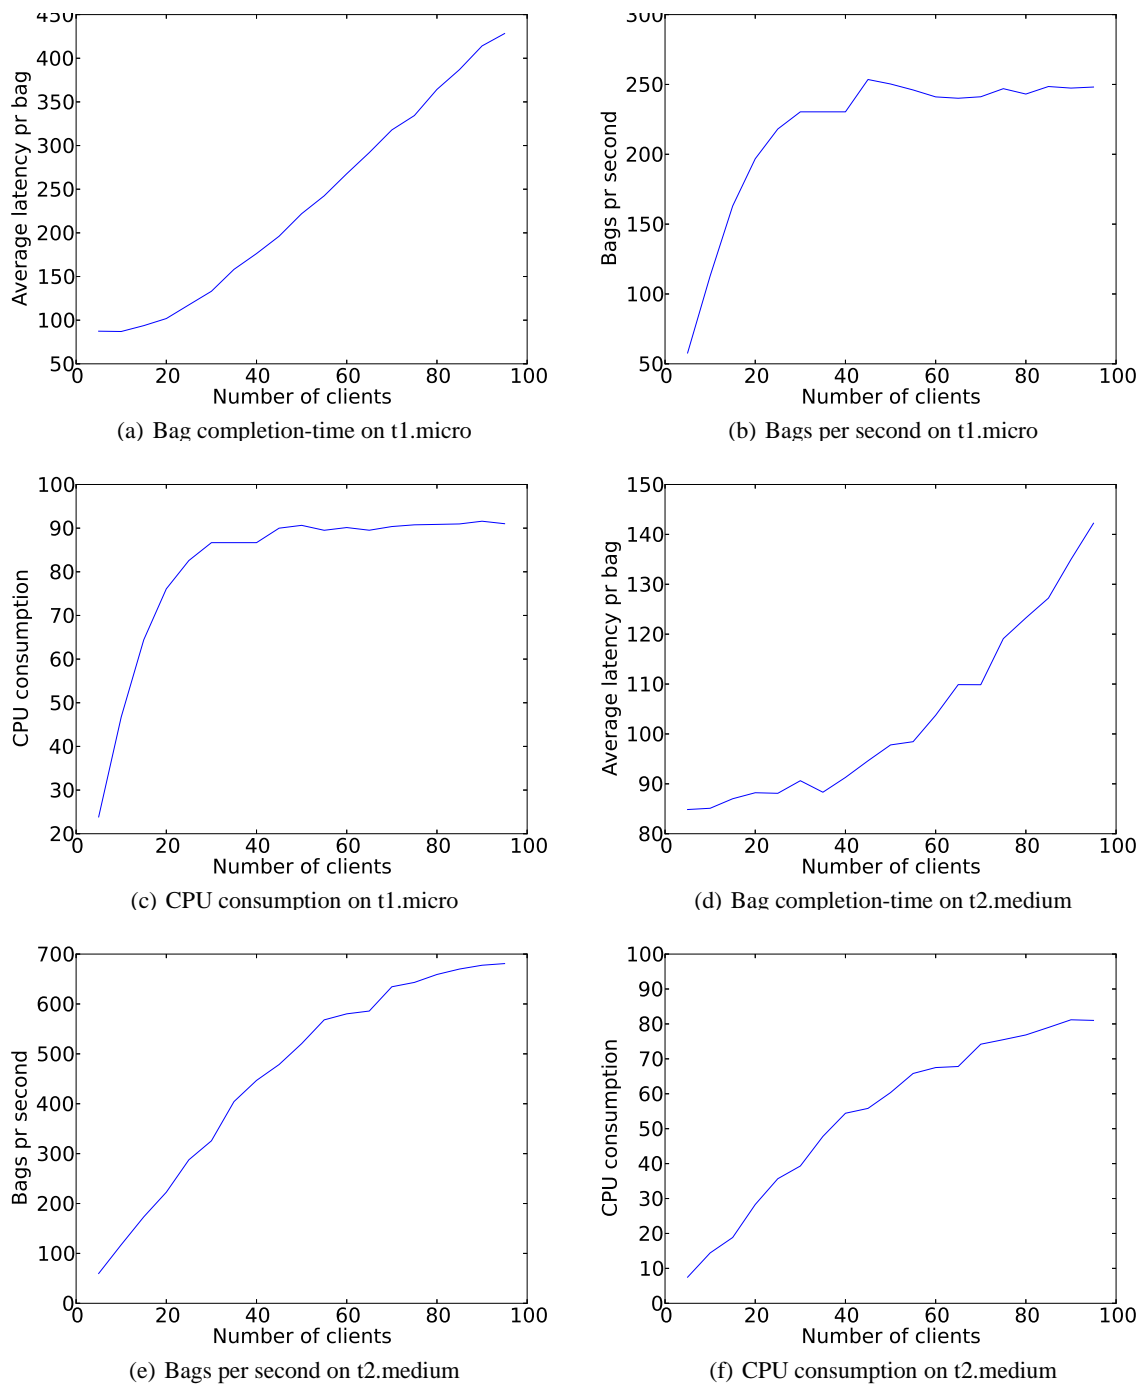 450
400
350
300
250
200
150
100
50
Average latency pr bag
0 20 40 60 80 100
Number of clients
(a) Bag completion-time on t1.micro
300
250
200
150
100
50
Bags pr second
0 20 40 60 80 100
Number of clients
(b) Bags per second on t1.micro
100
90
80
70
60
50
40
30
20
CPU consumption
0 20 40 60 80 100
Number of clients
(c) CPU consumption on t1.micro
150
140
130
120
110
100
90
80
Average latency pr bag
0 20 40 60 80 100
Number of clients
(d) Bag completion-time on t2.medium
700
600
500
400
300
200
100
0
Bags pr second
0 20 40 60 80 100
Number of clients
(e) Bags per second on t2.medium
100
90
80
70
60
50
40
30
20
10
0
CPU consumption
0 20 40 60 80 100
Number of clients
(f) CPU consumption on t2.medium